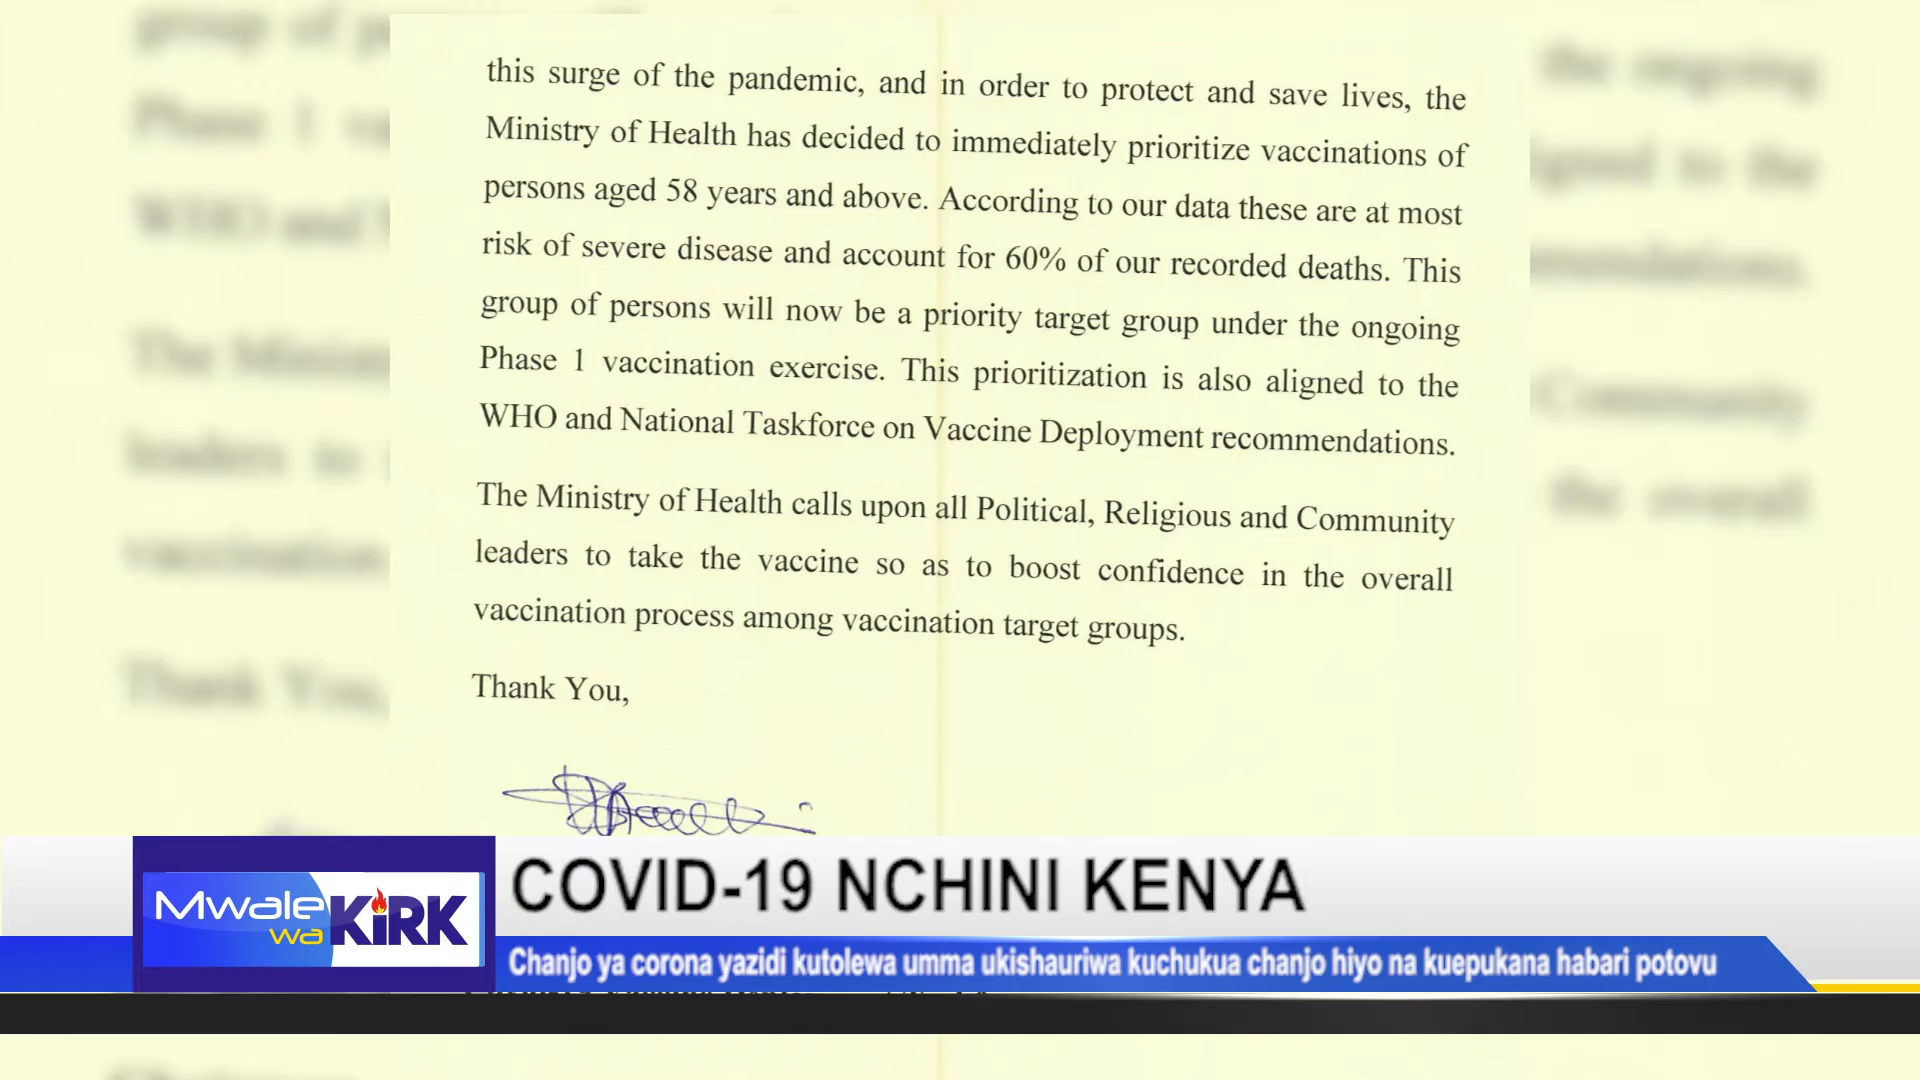 this surge of the pandemic, and in order to protect and save lives, the
Ministry of Health has decided to immediately prioritize vaccinations of
persons aged 58 years and above. According to our data these are at most
risk of severe disease and account for 60% of our recorded deaths. This
group of persons will now be a priority target group under the ongoing
Phase 1 vaccination exercise. This prioritization is also aligned to the
WHO and National Taskforce on Vaccine Deployment recommendations.
The Ministry of Health calls upon all Political, Religious and Community
leaders to take the vaccine so as to boost confidence in the overall
vaccination process among vaccination target groups.
Thank You,
Mwale wa KiRK
COVID-19 NCHINI KENYA
Chanjo ya corona yazidi kutolewa umma ukishauriwa kuchukua chanjo hiyo na kuepukana habari potovu